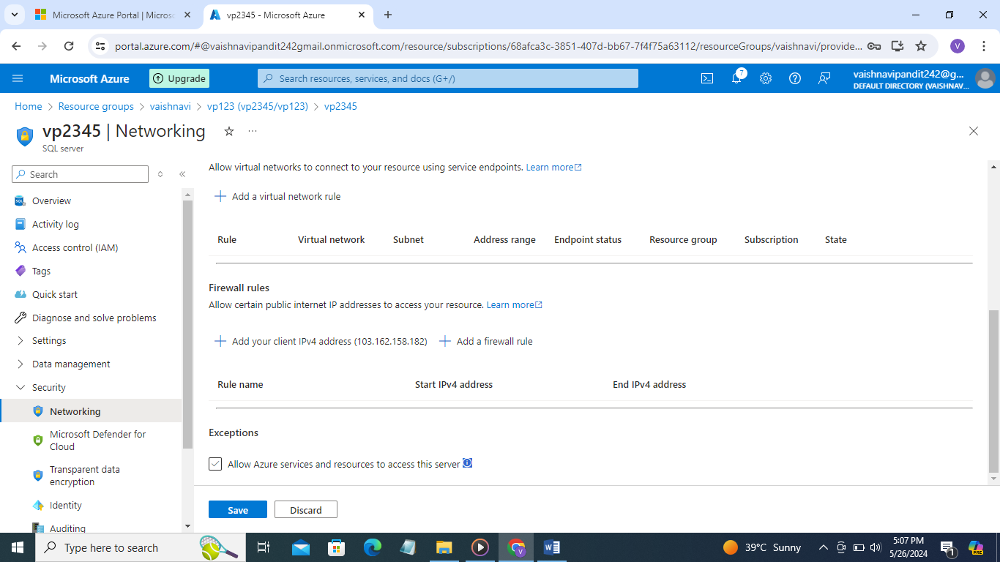 Microsoft Azure Portal | Micros
vp2345 - Microsoft Azure
portal.azure.com/#@vaishnavipandit242gmail.onmicrosoft.com/resource/subscriptions/68afca3c-3851-407d-bb67-7f4f75a63112/resourceGroups/vaishnavi/provide...
V
Microsoft Azure
Upgrade
Search resources, services, and docs (G+/)
7
vaishnavipandit242@g...
DEFAULT DIRECTORY (VAISHNAV...
Home > Resource groups > vaishnavi > vp123 (vp2345/vp123) > vp2345
vp2345 | Networking
SQL server
Search
Overview
Activity log
Access control (IAM)
Tags
Quick start
Diagnose and solve problems
Settings
Data management
Security
Networking
Microsoft Defender for
Cloud
Transparent data
encryption
Identity
Auditing
Allow virtual networks to connect to your resource using service endpoints. Learn more
Add a virtual network rule
Rule Virtual network Subnet Address range Endpoint status Resource group Subscription State
Firewall rules
Allow certain public internet IP addresses to access your resource. Learn more
Add your client IPv4 address (103.162.158.182) Add a firewall rule
Rule name Start IPv4 address End IPv4 address
Exceptions
Allow Azure services and resources to access this server
Save Discard
Type here to search
39°C Sunny
5:07 PM
5/26/2024
1
PRE